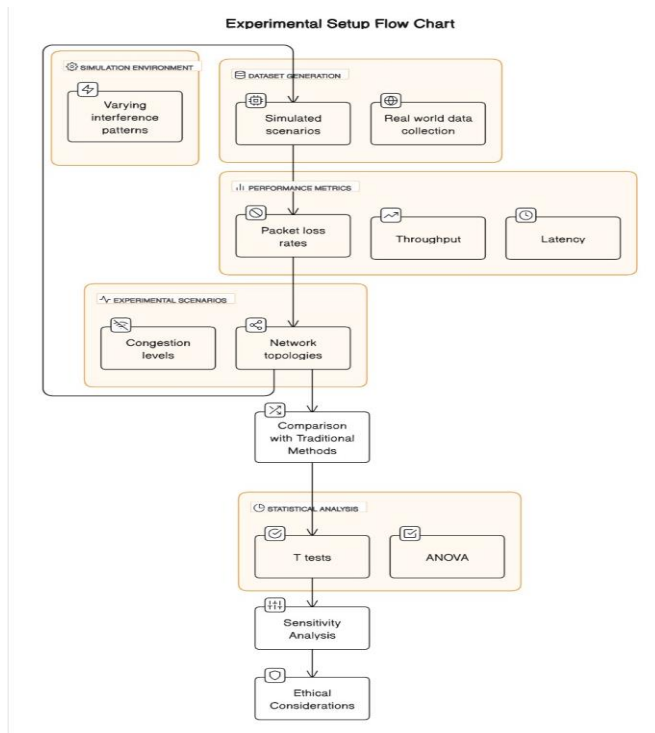 Experimental Setup Flow Chart
SIMULATION ENVIRONMENT
Varying
interference
patterns
DATASET GENERATION
Simulated
scenarios
Real world data
collection
PERFORMANCE METRICS
Packet loss
rates
Throughput
Latency
EXPERIMENTAL SCENARIOS
Congestion
levels
Network
topologies
Comparison
with Traditional
Methods
STATISTICAL ANALYSIS
T tests
ANOVA
Sensitivity
Analysis
Ethical
Considerations